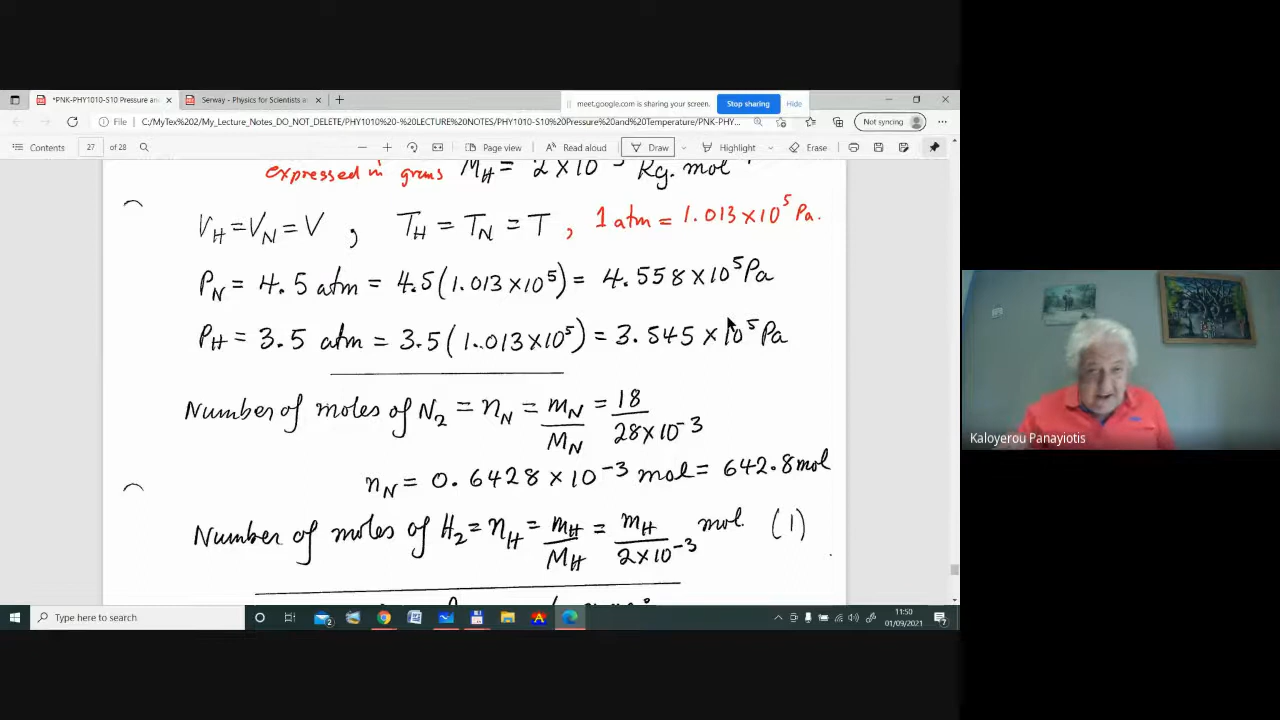 *PNK-PHY1010-S10 Pressure an
Serway - Physics for Scientists a
meet.google.com is sharing your screen.
Stop sharing
Hide
File
C:/MyTex%202/My_Lecture_Notes_DO_NOT_DELETE/PHY1010%20-%20LECTURE%20NOTES/PHY1010-S10%20Pressure%20and%20Temperature/PNK-PHY...
Not syncing
Contents
27
of 28
Page view
Read aloud
Draw
Highlight
Erase
expressed in grams M_H = 2 × 10⁻³ Kg. mol
V_H = V_N = V , T_H = T_N = T , 1 atm = 1.013 × 10⁵ Pa.
P_N = 4.5 atm = 4.5 (1.013 × 10⁵) = 4.558 × 10⁵ Pa
P_H = 3.5 atm = 3.5 (1.013 × 10⁵) = 3.545 × 10⁵ Pa
Number of moles of N₂ = n_N = m_N/M_N = 18/28×10⁻³
n_N = 0.6428 × 10⁻³ mol = 642.8 mol
Number of moles of H₂ = n_H = m_H/M_H = m_H/2×10⁻³ mol. (1)
Kaloyerou Panayiotis
Type here to search
11:50
01/09/2021